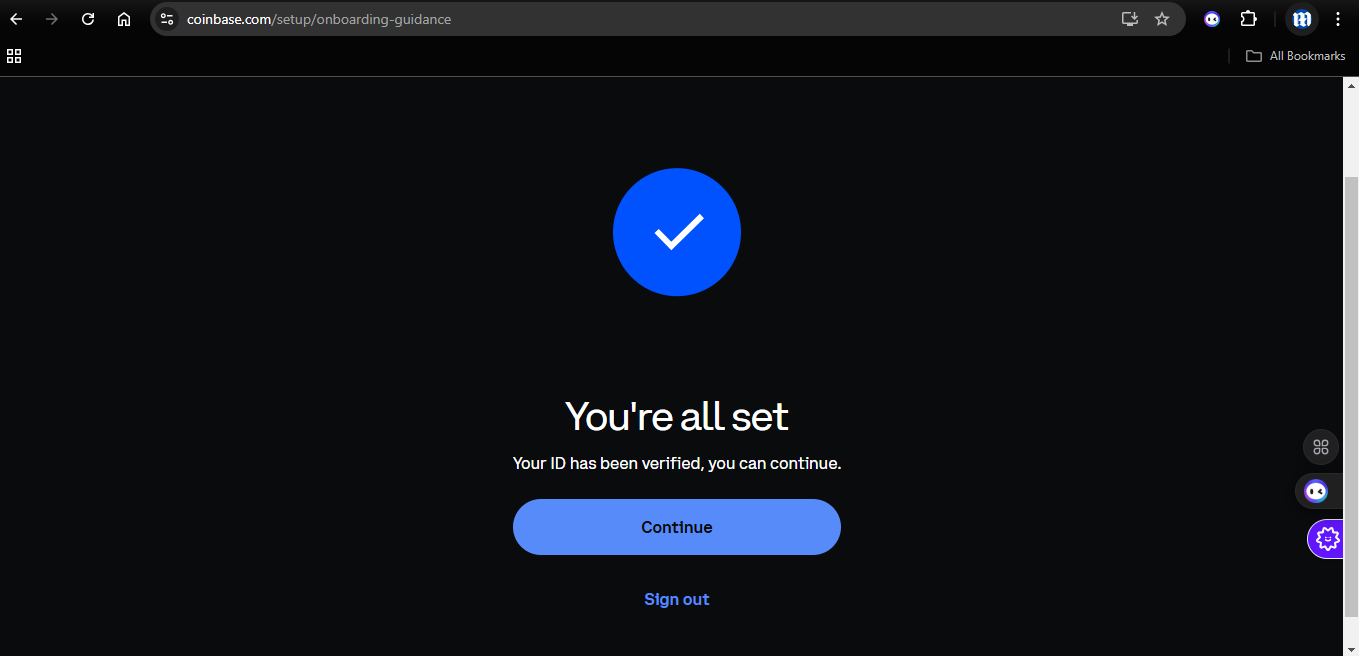 coinbase.com/setup/onboarding-guidance
All Bookmarks
You're all set
Your ID has been verified, you can continue.
Continue
Sign out